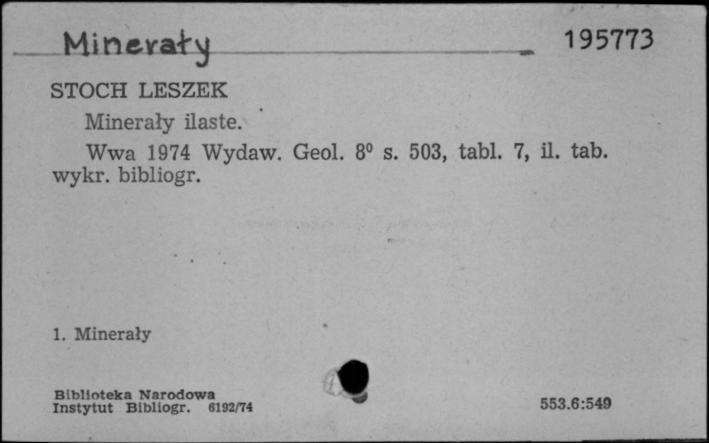 Minerały 195773
STOCH LESZEK
Minerały ilaste.
Wwa 1974 Wydaw. Geol. 8⁰ s. 503, tabl. 7, il. tab.
wykr. bibliogr.
1. Minerały
Biblioteka Narodowa
Instytut Bibliogr. 6192/74 553.6:549